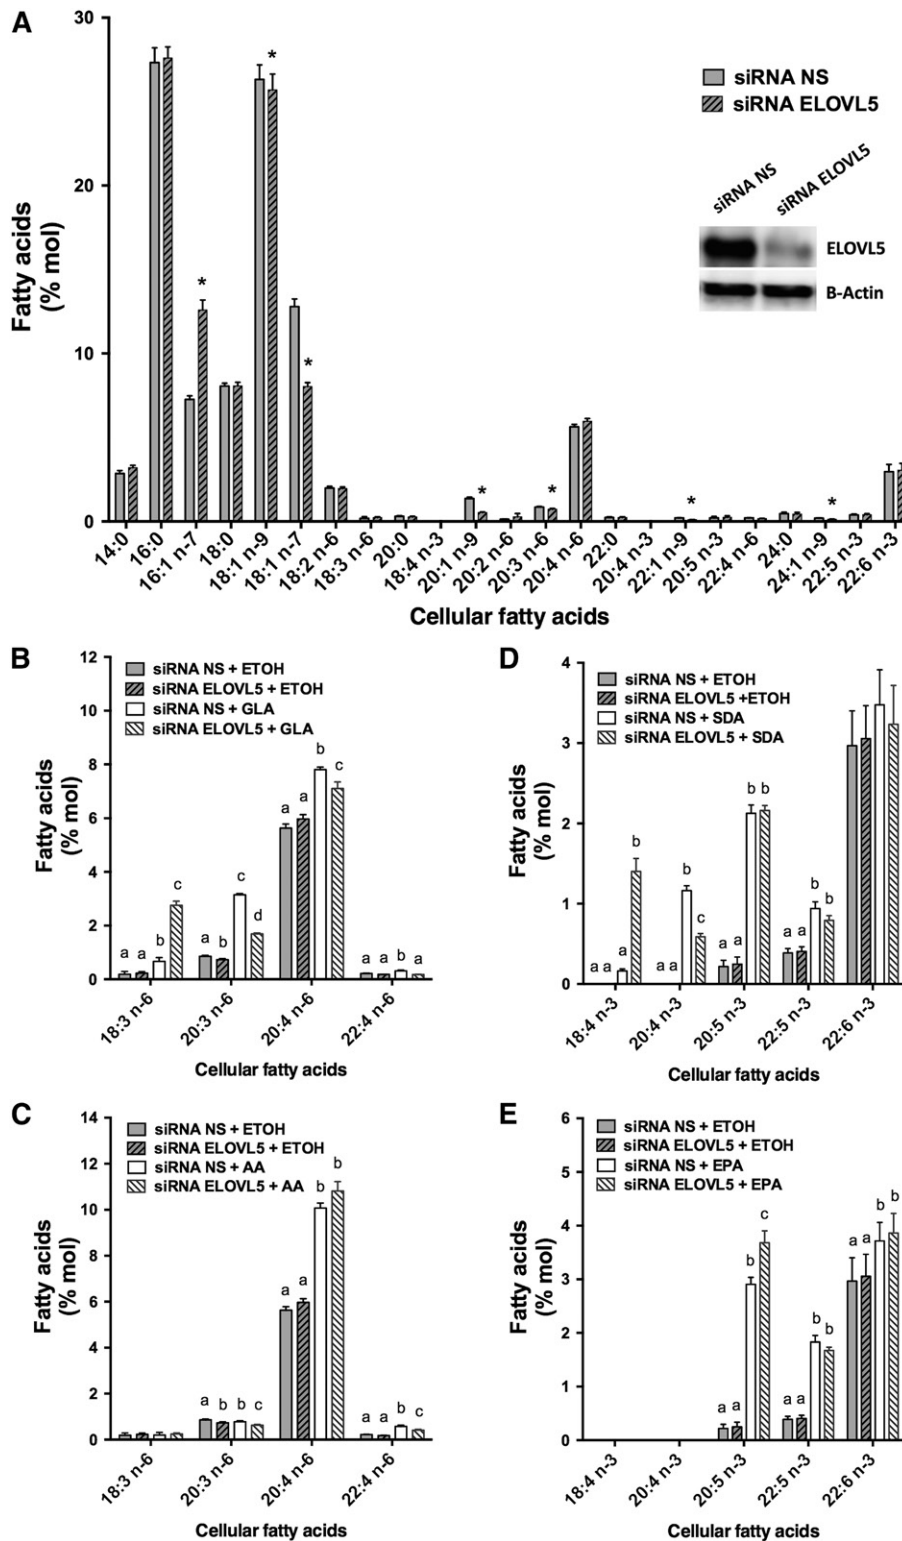 A
30
20
10
0
Fatty acids
(% mol)
siRNA NS
siRNA ELOVL5
siRNA NS
siRNA ELOVL5
ELOVL5
B-Actin
* * * * * * *
14:0
16:0
16:1 n-7
18:0
18:1 n-9
18:1 n-7
18:2 n-6
18:3 n-6
20:0
18:4 n-3
20:1 n-9
20:2 n-6
20:3 n-6
20:4 n-6
22:0
20:4 n-3
22:1 n-9
20:5 n-3
22:4 n-6
24:0
24:1 n-9
22:5 n-3
22:6 n-3
Cellular fatty acids
B
12
10
8
6
4
2
0
Fatty acids
(% mol)
siRNA NS + ETOH
siRNA ELOVL5 + ETOH
siRNA NS + GLA
siRNA ELOVL5 + GLA
a a b c
a b c d
a a b c
a a b a
18:3 n-6
20:3 n-6
20:4 n-6
22:4 n-6
Cellular fatty acids
D
4
3
2
1
0
Fatty acids
(% mol)
siRNA NS + ETOH
siRNA ELOVL5 +ETOH
siRNA NS + SDA
siRNA ELOVL5 + SDA
a a a b
a a b c
a a b b
a a b b
18:4 n-3
20:4 n-3
20:5 n-3
22:5 n-3
22:6 n-3
Cellular fatty acids
C
14
12
10
8
6
4
2
0
Fatty acids
(% mol)
siRNA NS + ETOH
siRNA ELOVL5 + ETOH
siRNA NS + AA
siRNA ELOVL5 + AA
a b b c
a a b b
a a b c
18:3 n-6
20:3 n-6
20:4 n-6
22:4 n-6
Cellular fatty acids
E
6
5
4
3
2
1
0
Fatty acids
(% mol)
siRNA NS + ETOH
siRNA ELOVL5 + ETOH
siRNA NS + EPA
siRNA ELOVL5 + EPA
a a b c
a a b b
a a b b
18:4 n-3
20:4 n-3
20:5 n-3
22:5 n-3
22:6 n-3
Cellular fatty acids